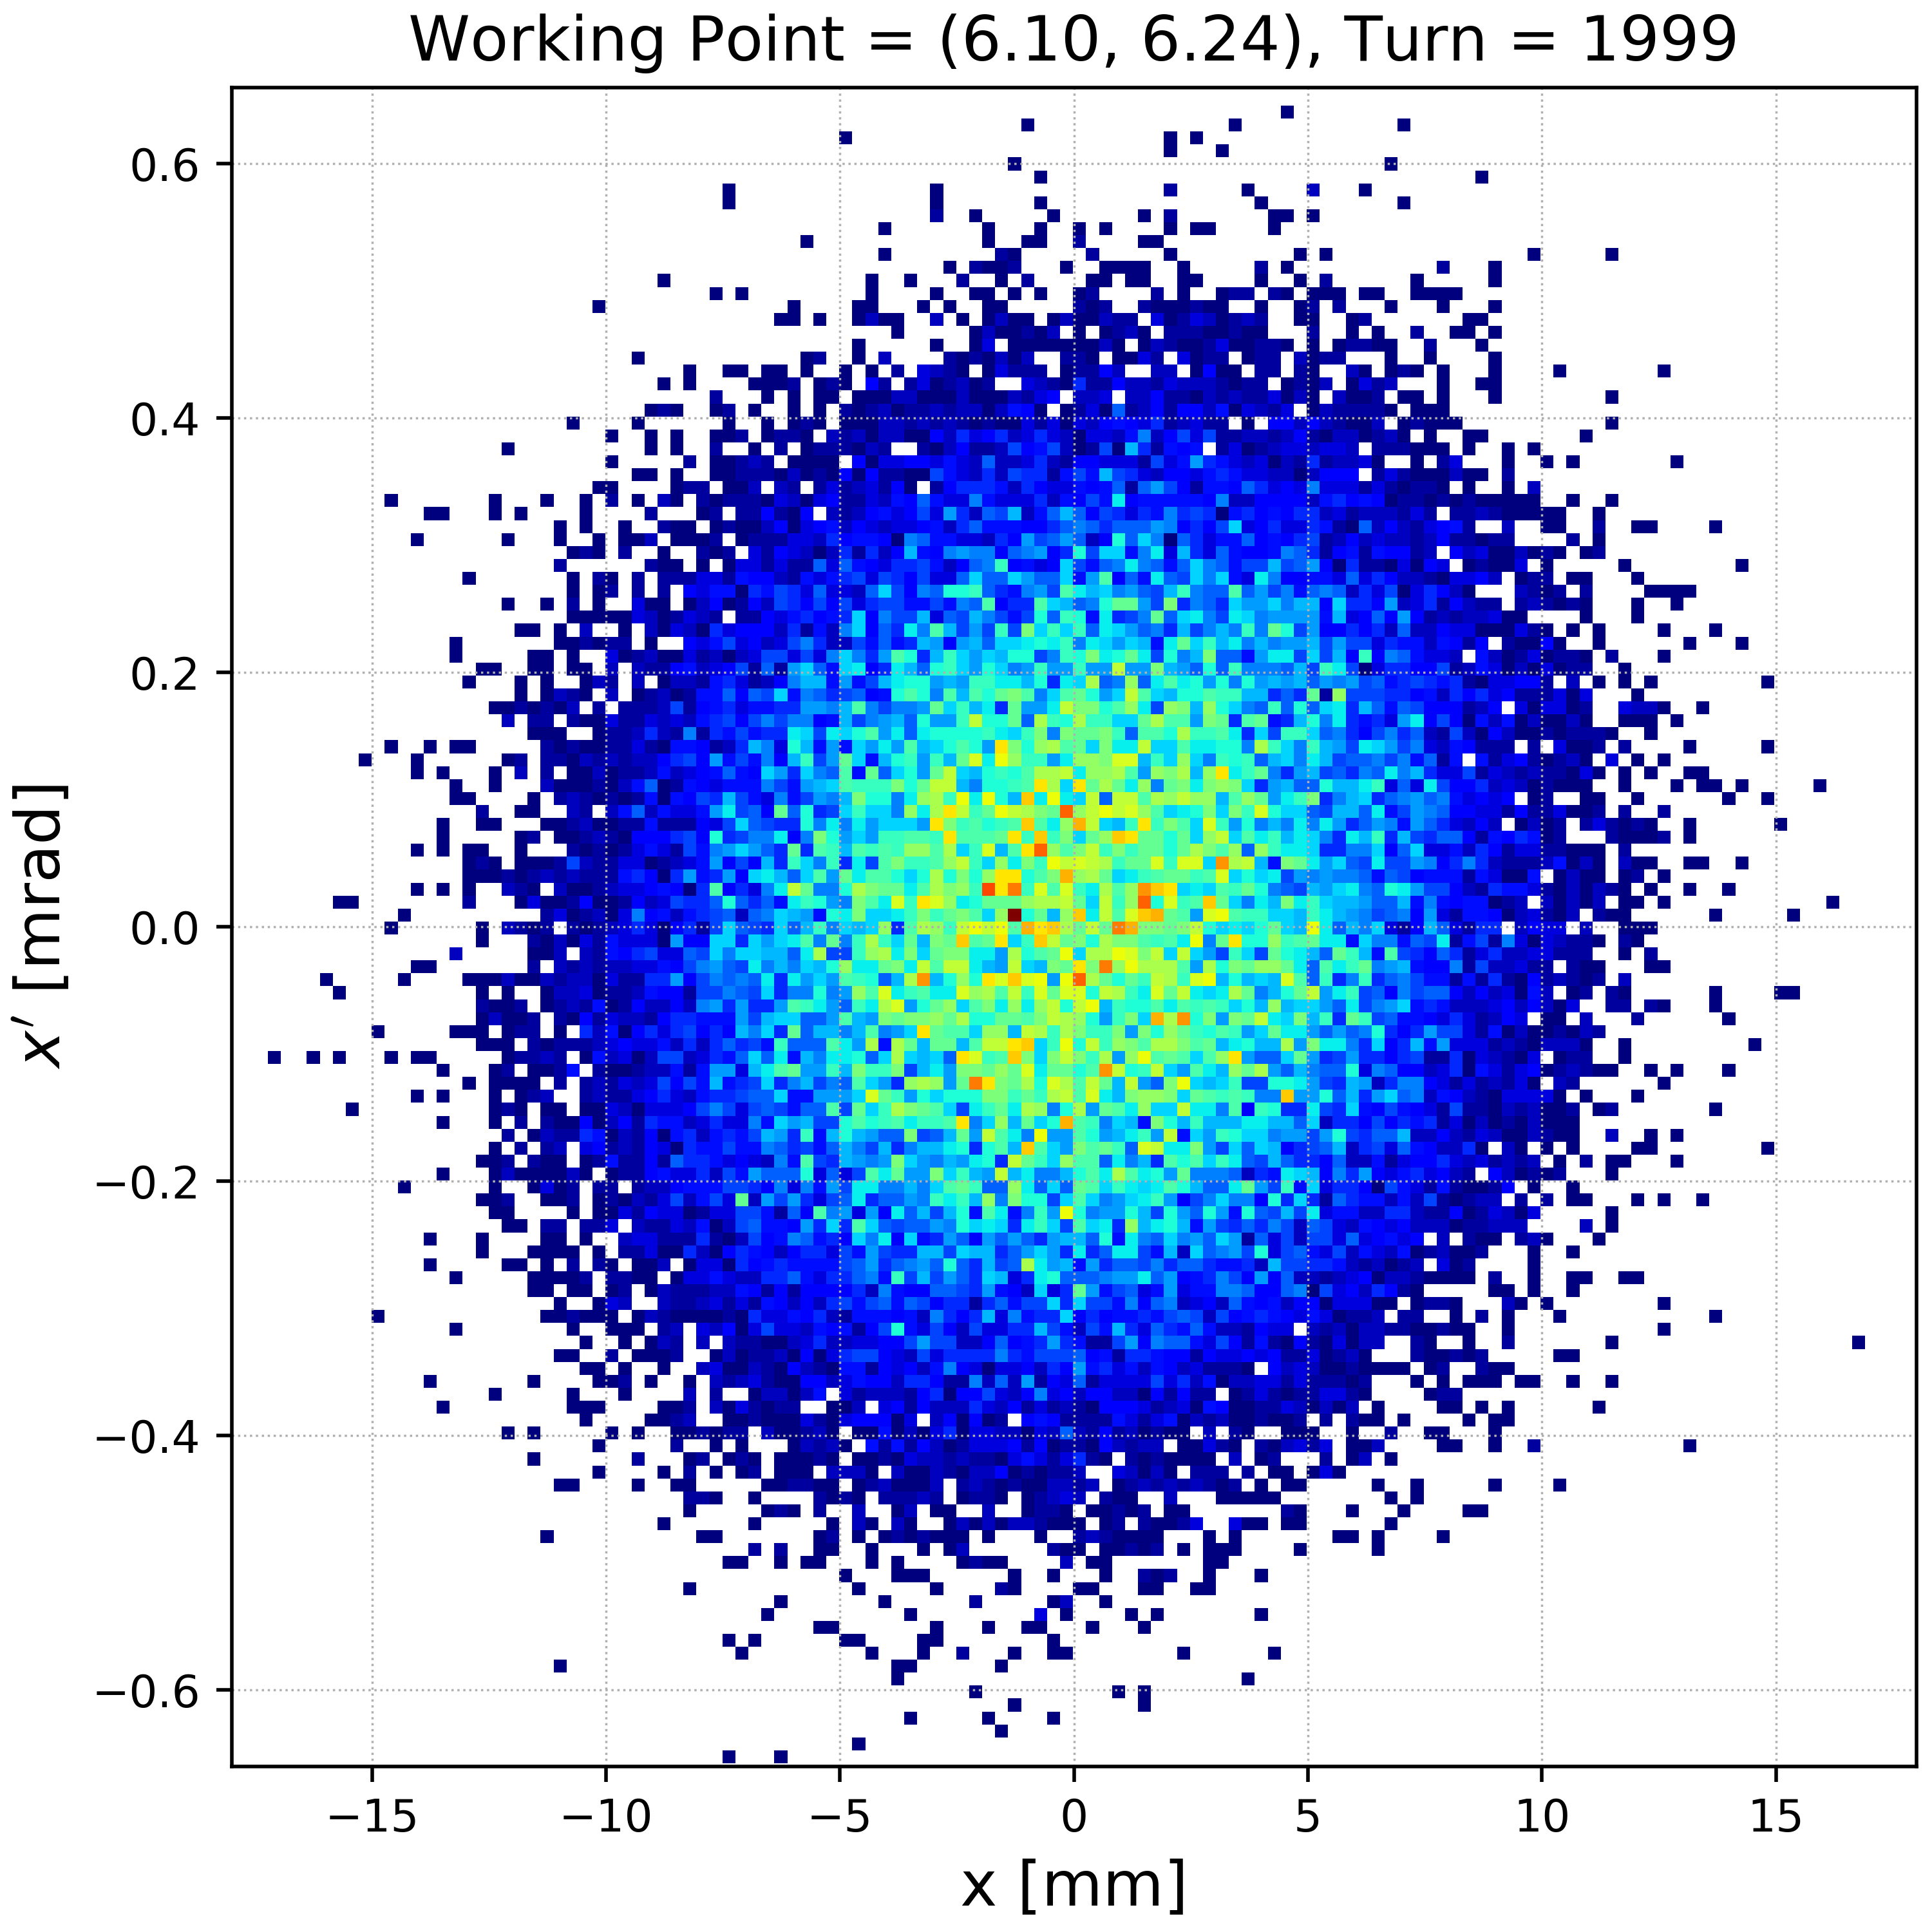 Working Point = (6.10, 6.24), Turn = 1999
0.6
0.4
0.2
0.0
−0.2
−0.4
−0.6
x′ [mrad]
−15 −10 −5 0 5 10 15
x [mm]